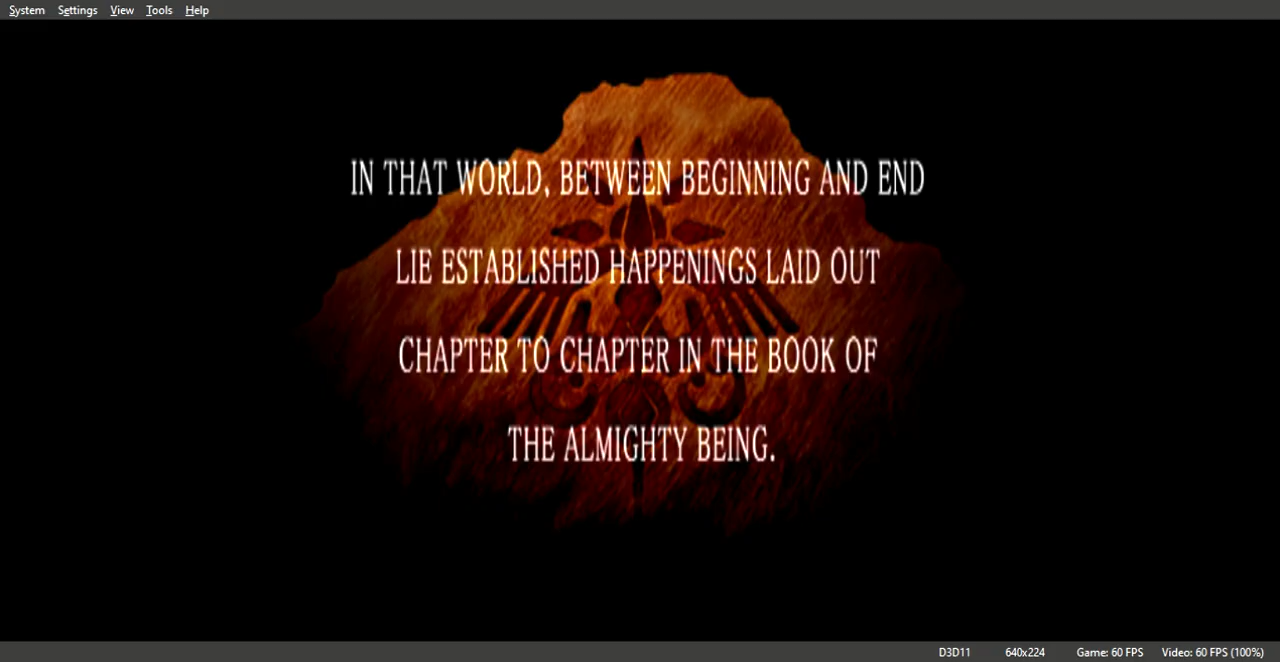 System Settings View Tools Help
IN THAT WORLD, BETWEEN BEGINNING AND END
LIE ESTABLISHED HAPPENINGS LAID OUT
CHAPTER TO CHAPTER IN THE BOOK OF
THE ALMIGHTY BEING.
D3D11 640x224 Game: 60 FPS Video: 60 FPS (100%)